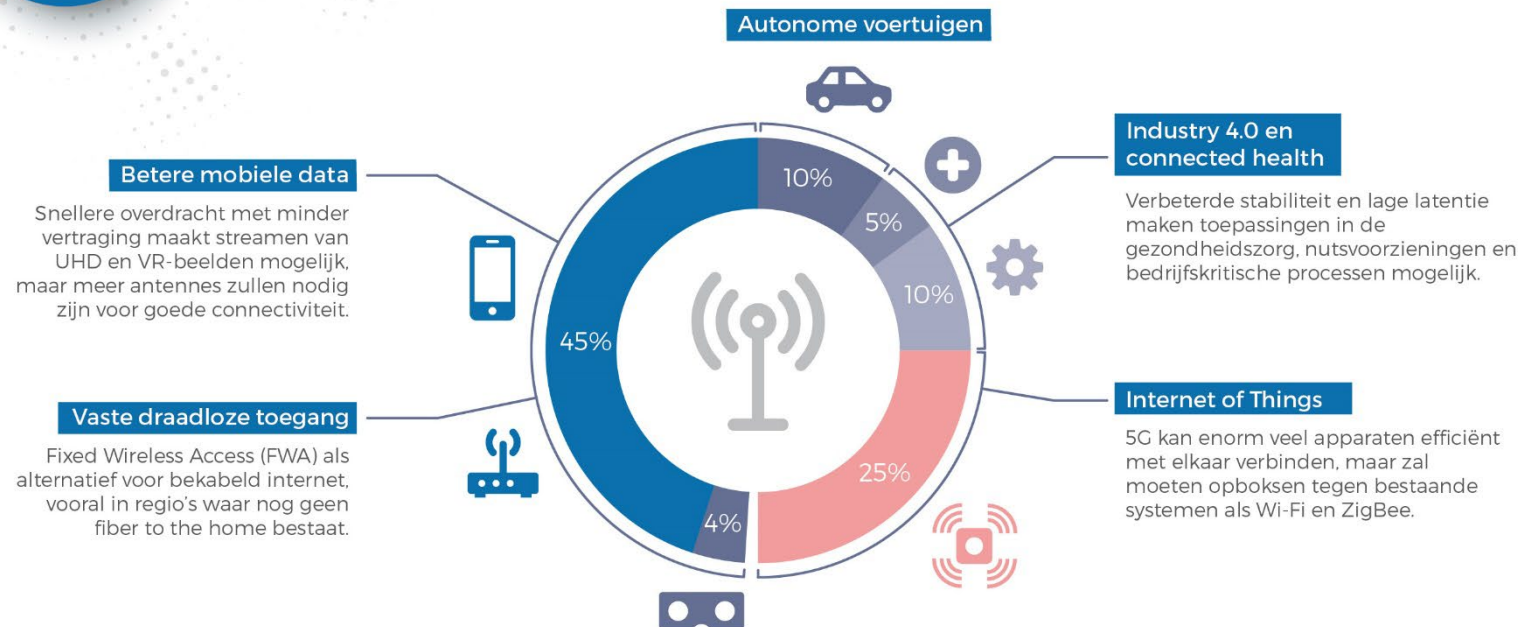 Autonome voertuigen
Betere mobiele data
Snellere overdracht met minder
vertraging maakt streamen van
UHD en VR-beelden mogelijk,
maar meer antennes zullen nodig
zijn voor goede connectiviteit.
Vaste draadloze toegang
Fixed Wireless Access (FWA) als
alternatief voor bekabeld internet,
vooral in regio's waar nog geen
fiber to the home bestaat.
10%
5%
10%
25%
4%
45%
Industry 4.0 en
connected health
Verbeterde stabiliteit en lage latentie
maken toepassingen in de
gezondheidszorg, nutsvoorzieningen en
bedrijfskritische processen mogelijk.
Internet of Things
5G kan enorm veel apparaten efficiënt
met elkaar verbinden, maar zal
moeten opboksen tegen bestaande
systemen als Wi-Fi en ZigBee.